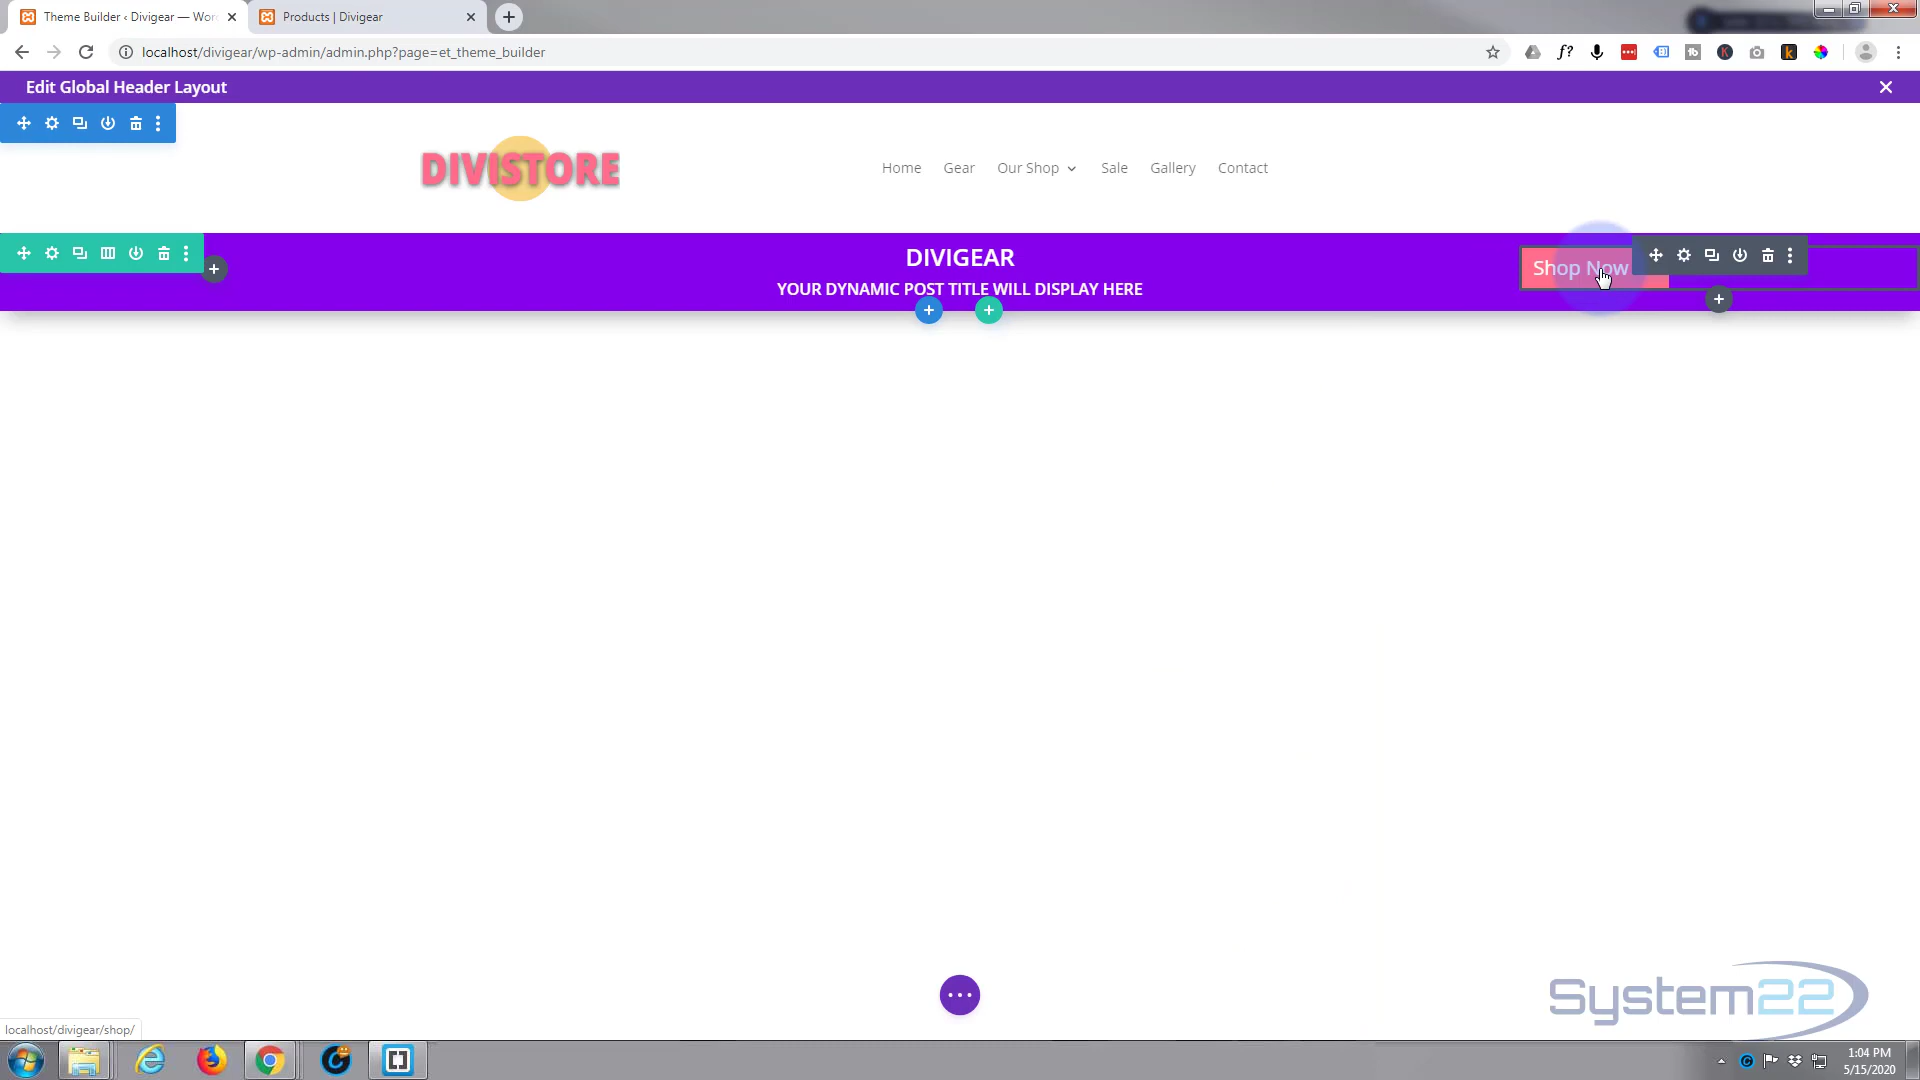 Theme Builder ‹ Divigear — Wor
Products | Divigear
localhost/divigear/wp-admin/admin.php?page=et_theme_builder
Edit Global Header Layout
DIVISTORE
Home
Gear
Our Shop
Sale
Gallery
Contact
DIVIGEAR
YOUR DYNAMIC POST TITLE WILL DISPLAY HERE
Shop Now
System22
localhost/divigear/shop/
1:04 PM
5/15/2020